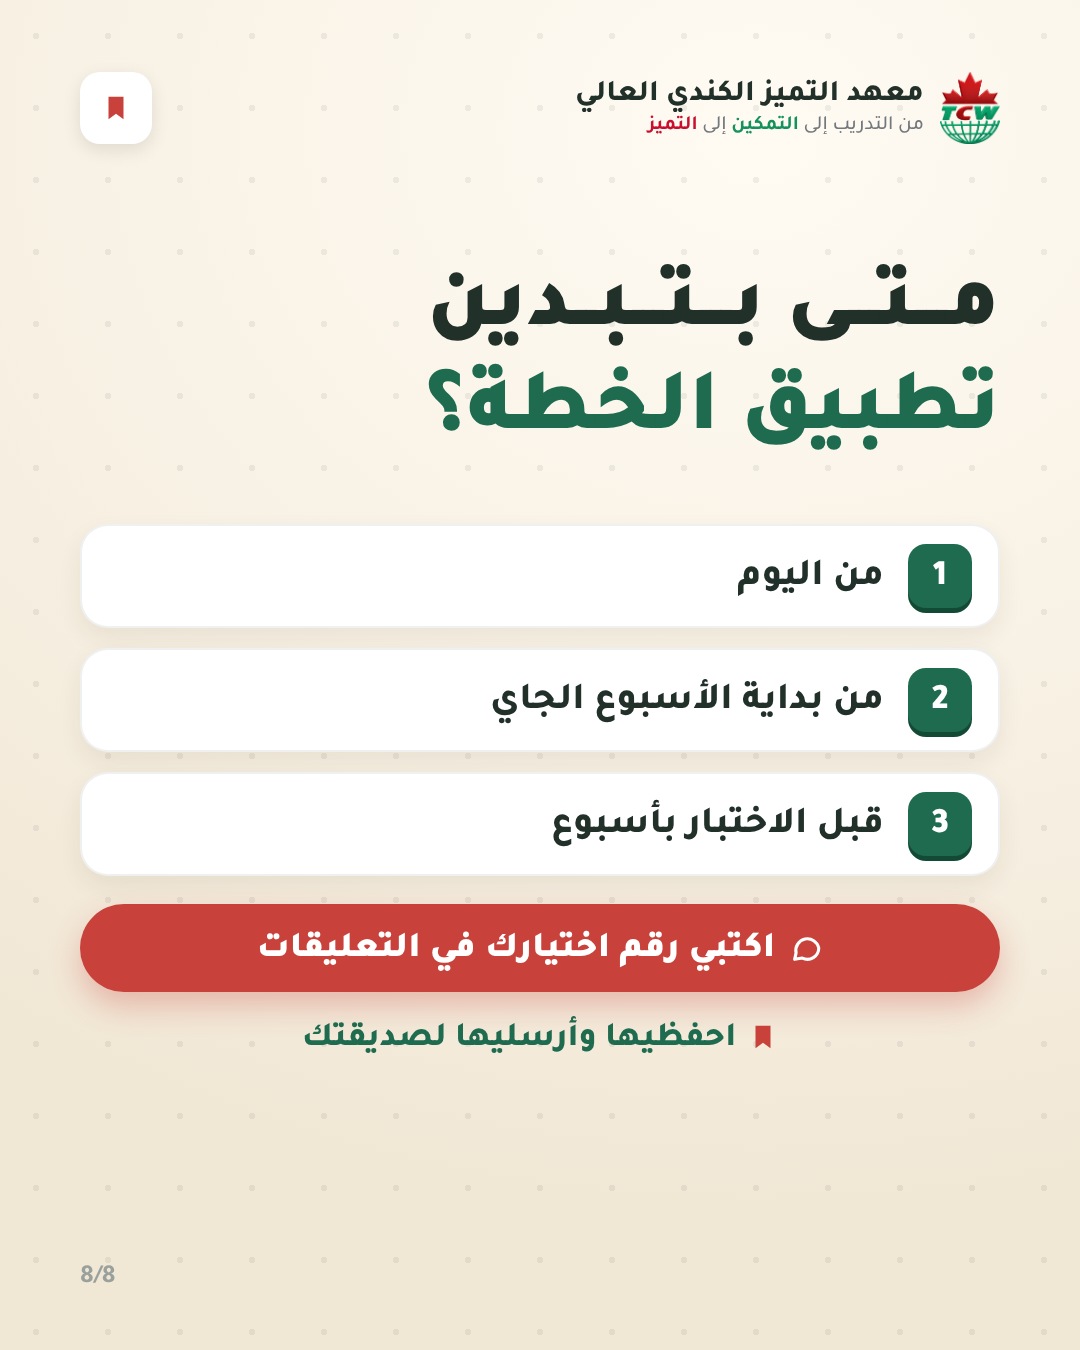 معهد التميز الكندي العالي
من التدريب إلى التمكين إلى التميز
TCW
متى بتبدين
تطبيق الخطة؟
1 من اليوم
2 من بداية الأسبوع الجاي
3 قبل الاختبار بأسبوع
اكتبي رقم اختيارك في التعليقات
احفظيها وأرسليها لصديقتك
8/8